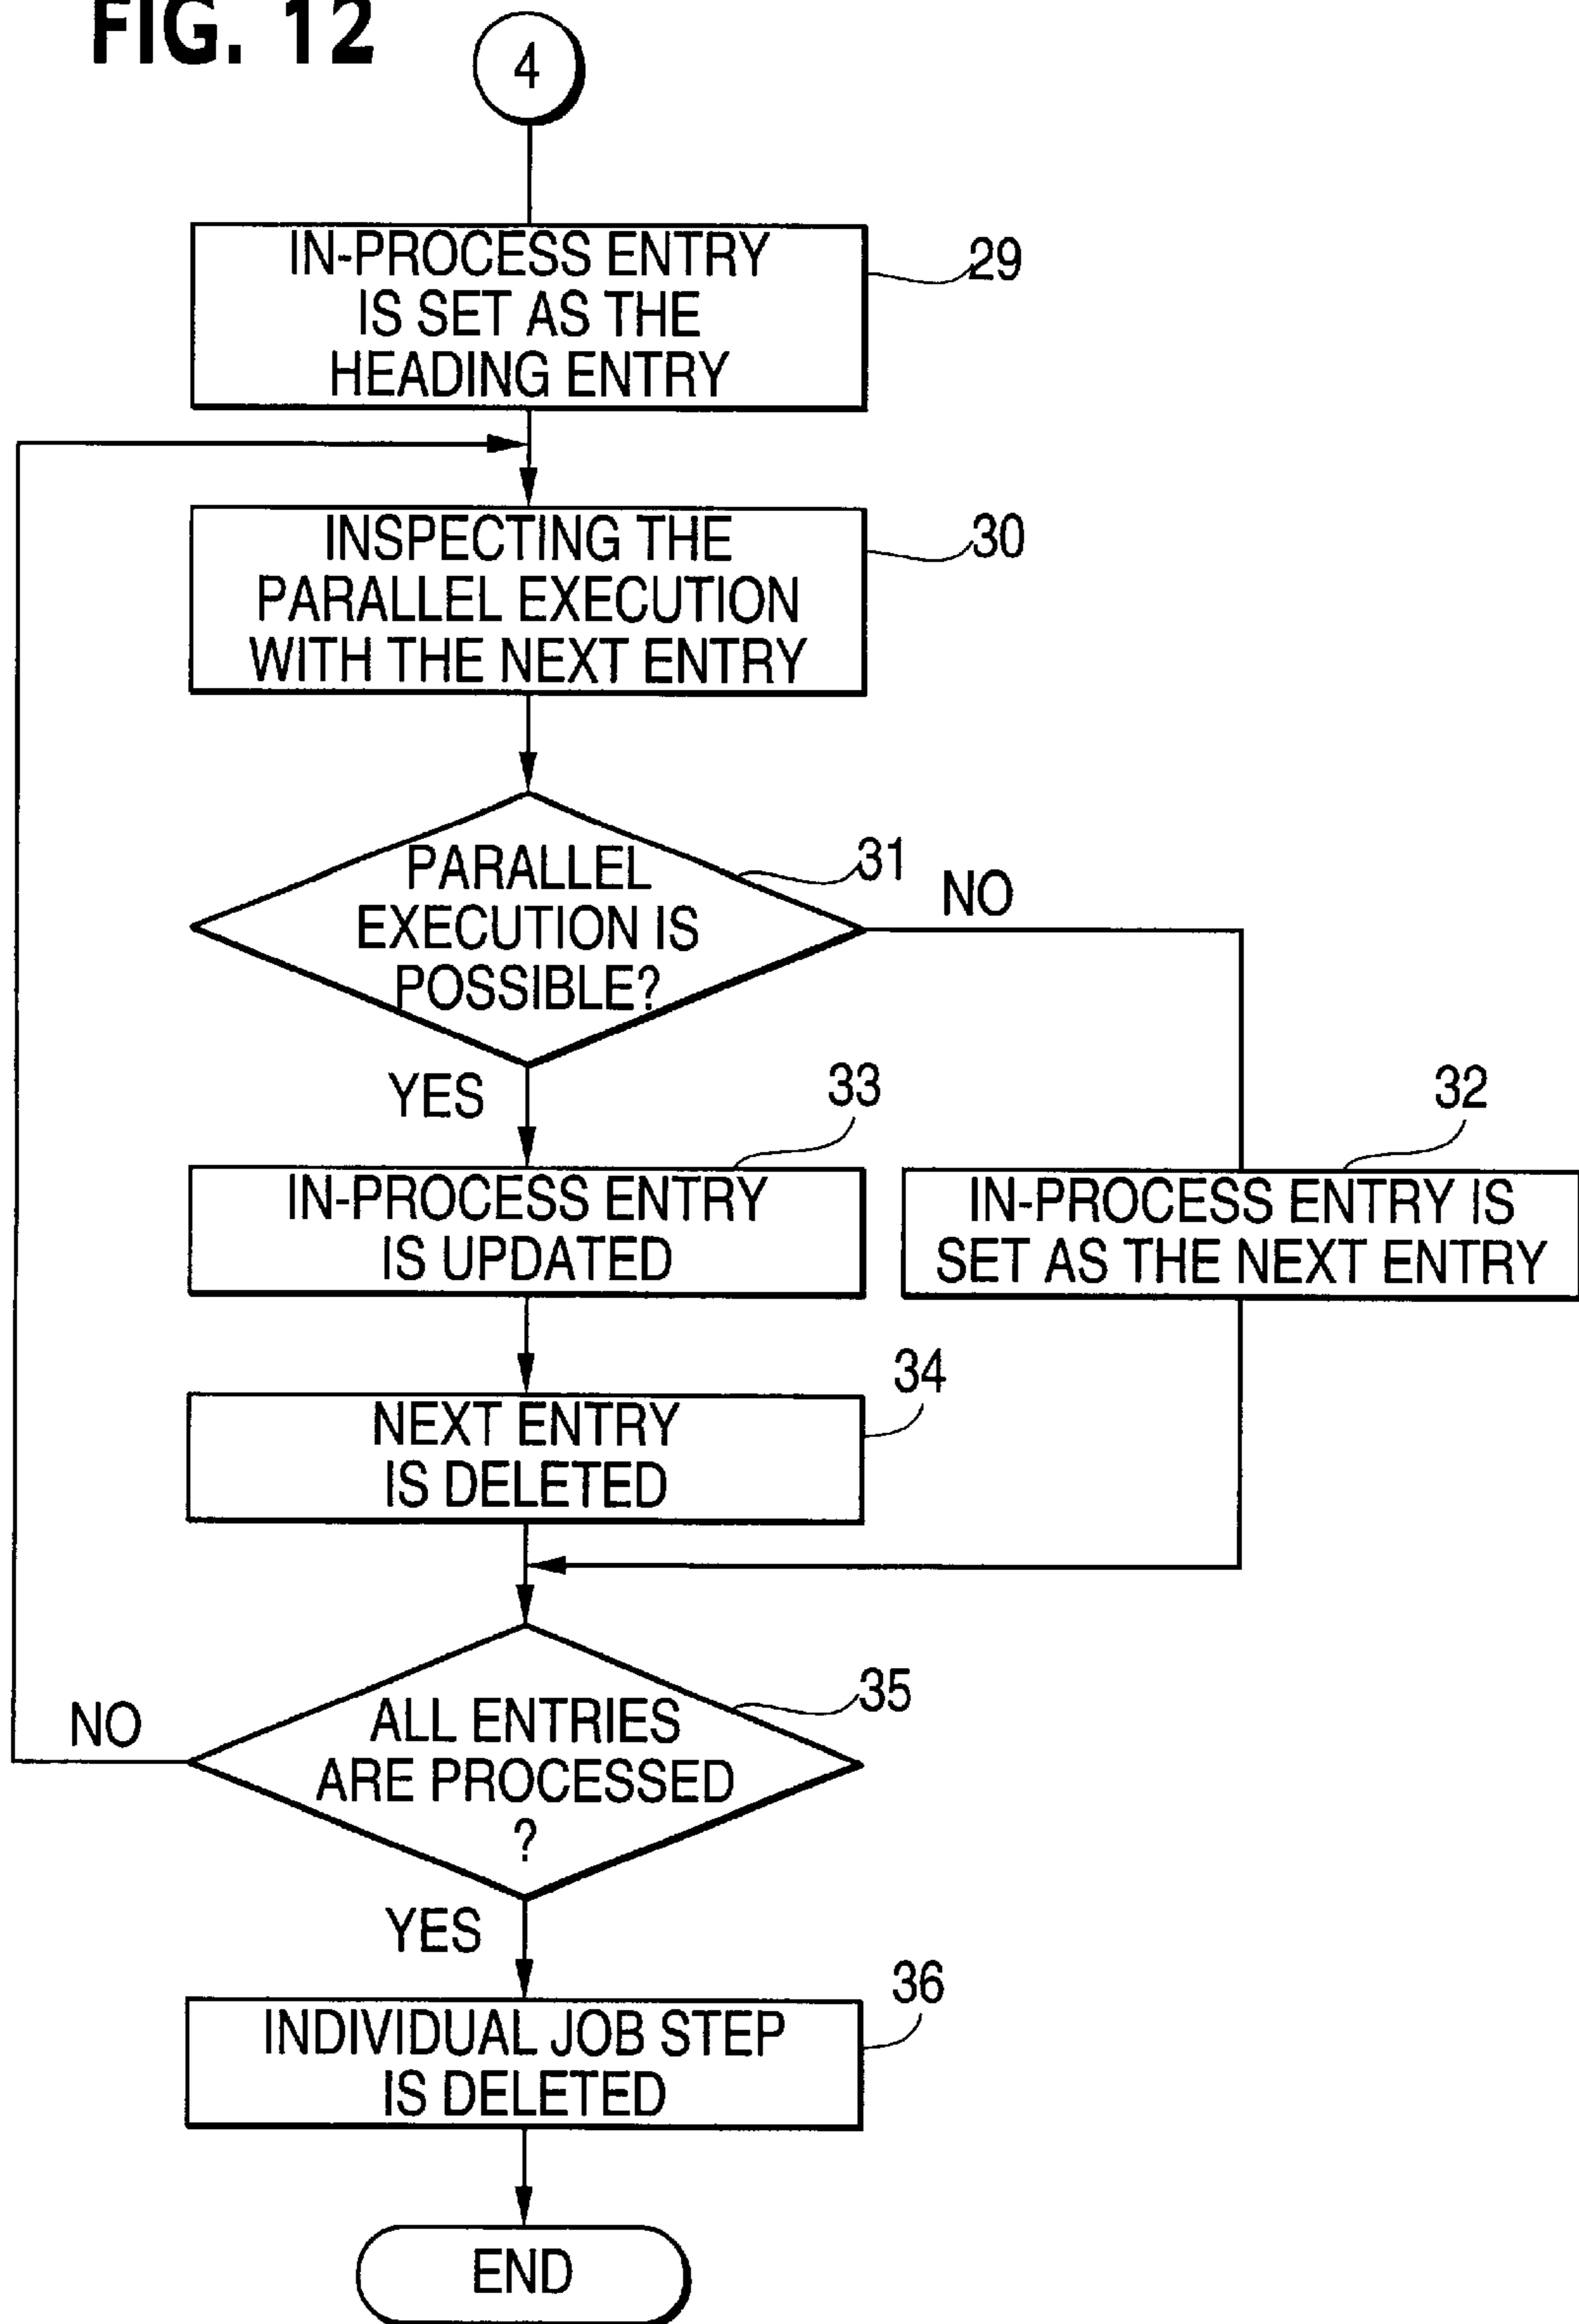 FIG. 12
4
IN-PROCESS ENTRY
IS SET AS THE
HEADING ENTRY
29
INSPECTING THE
PARALLEL EXECUTION
WITH THE NEXT ENTRY
30
PARALLEL
EXECUTION IS
POSSIBLE?
31
NO
YES
33
IN-PROCESS ENTRY
IS UPDATED
32
IN-PROCESS ENTRY IS
SET AS THE NEXT ENTRY
34
NEXT ENTRY
IS DELETED
35
NO
ALL ENTRIES
ARE PROCESSED
?
YES
36
INDIVIDUAL JOB STEP
IS DELETED
END